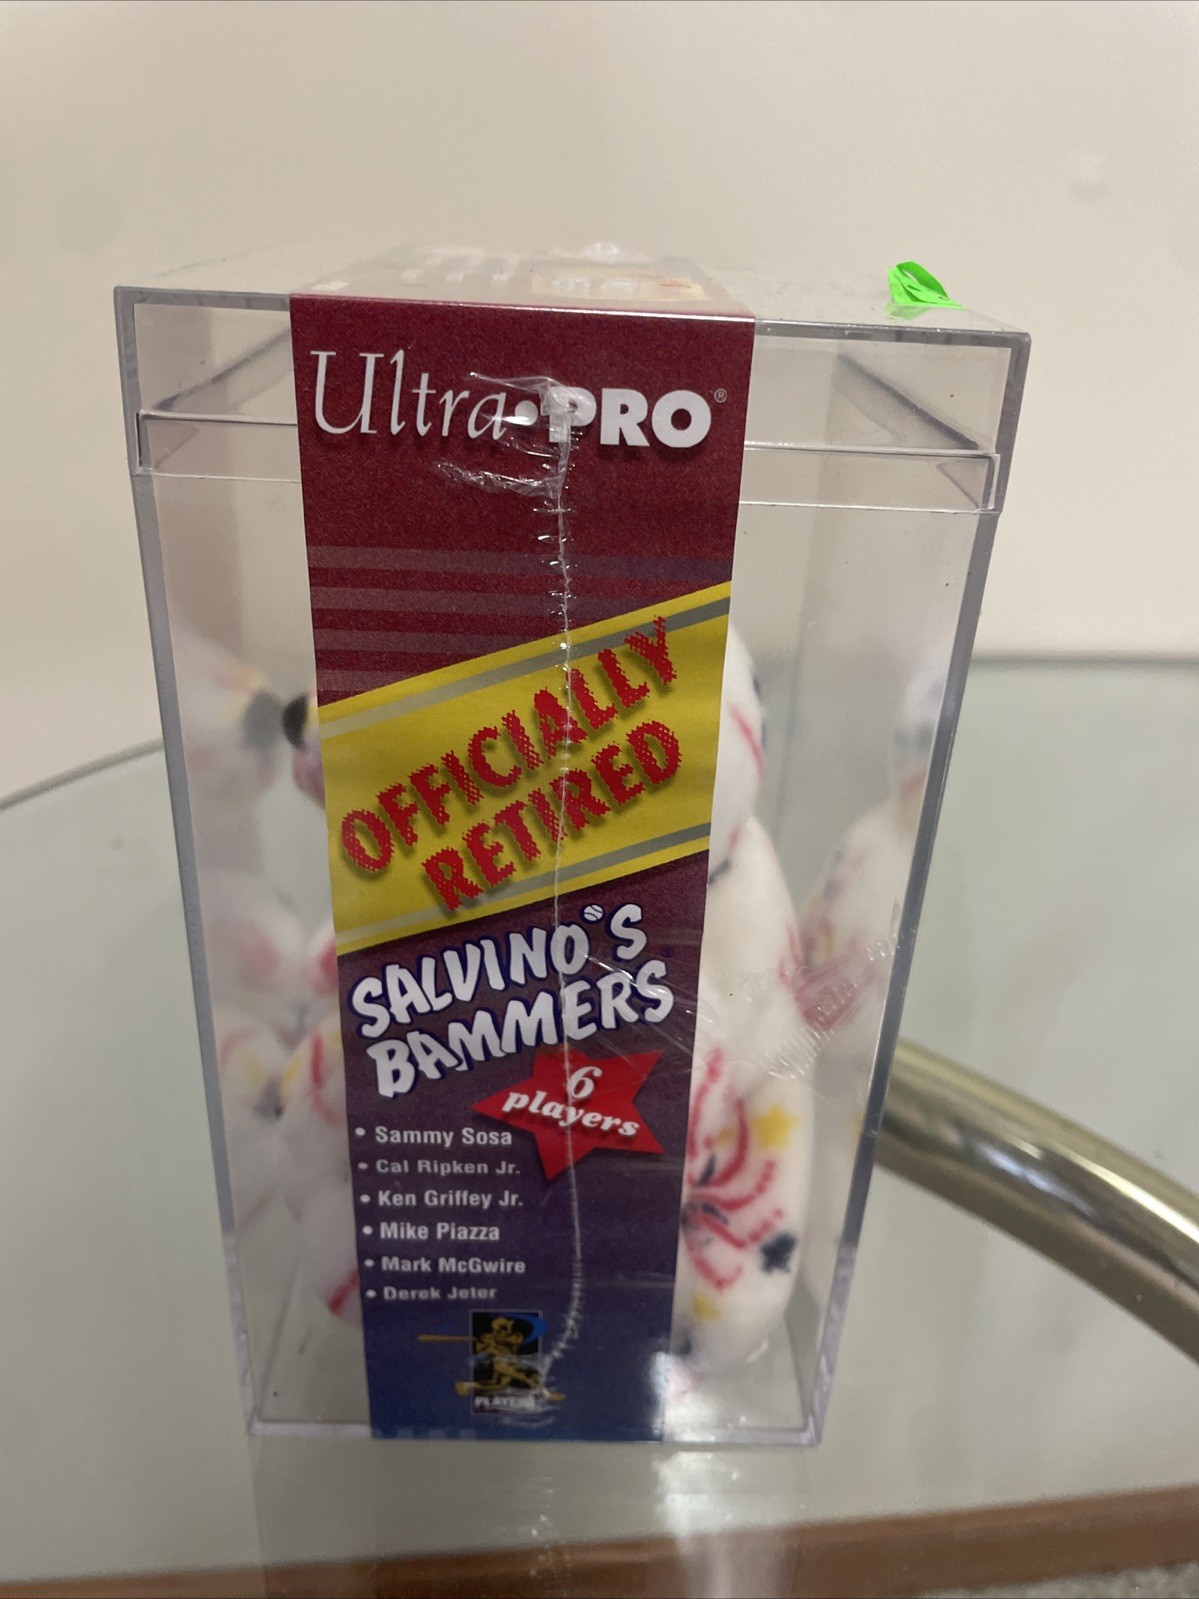 Ultra•PRO®
OFFICIALLY
RETIRED
SALVINO'S
BAMMERS
6
players
• Sammy Sosa
• Cal Ripken Jr.
• Ken Griffey Jr.
• Mike Piazza
• Mark McGwire
• Derek Jeter